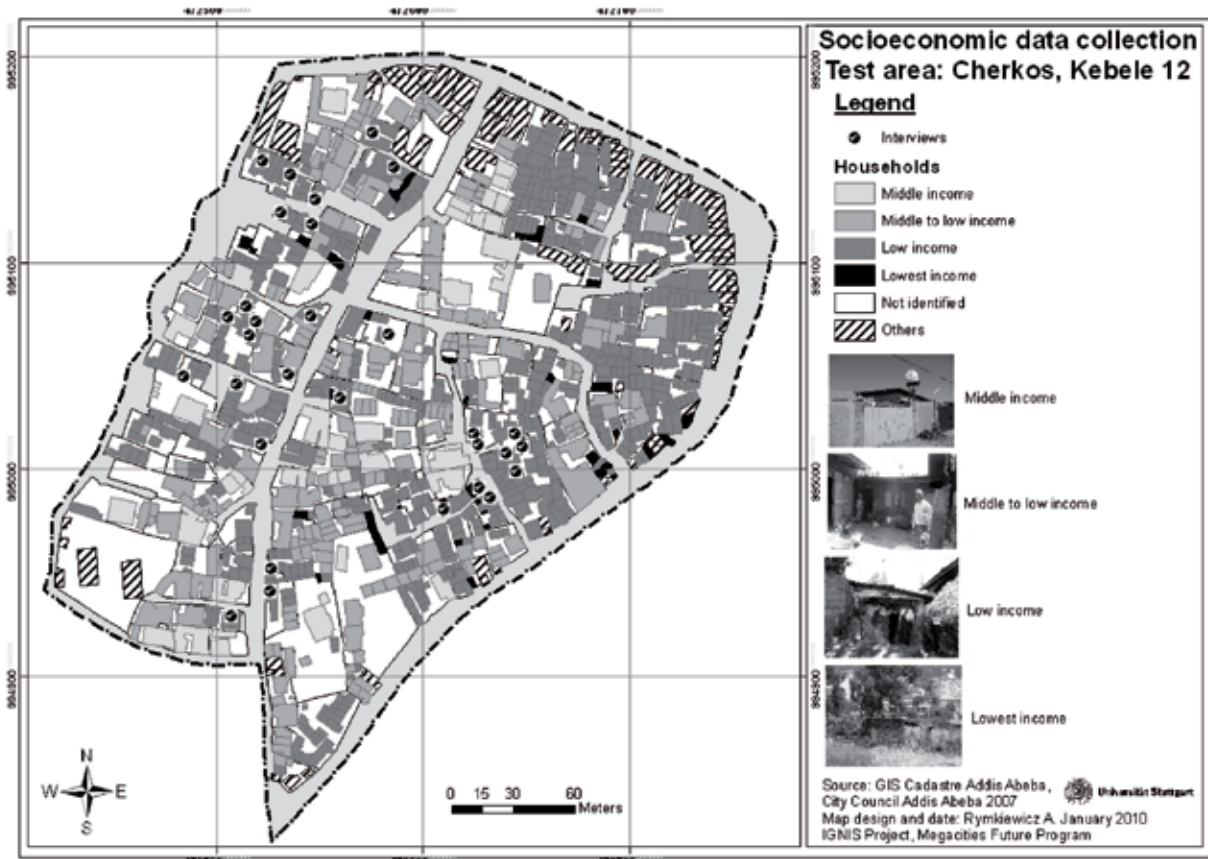 Socioeconomic data collection
Test area: Cherkos, Kebele 12
Legend
Interviews
Households
Middle income
Middle to low income
Low income
Lowest income
Not identified
Others
Middle income
Middle to low income
Low income
Lowest income
N
W E
S
0 15 30 60
Meters
Source: GIS Cadastre Addis Abeba,
City Council Addis Abeba 2007
Universität Stuttgart
Map design and date: Rymkiewicz A. January 2010
IGNIS Project, Megacities Future Program